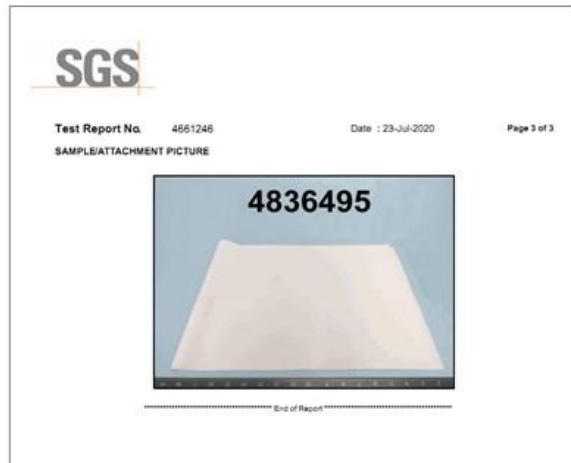 SGS
Test Report No. 4661246 Date : 23-Jul-2020 Page 3 of 3
SAMPLE/ATTACHMENT PICTURE
4836495
End of Report